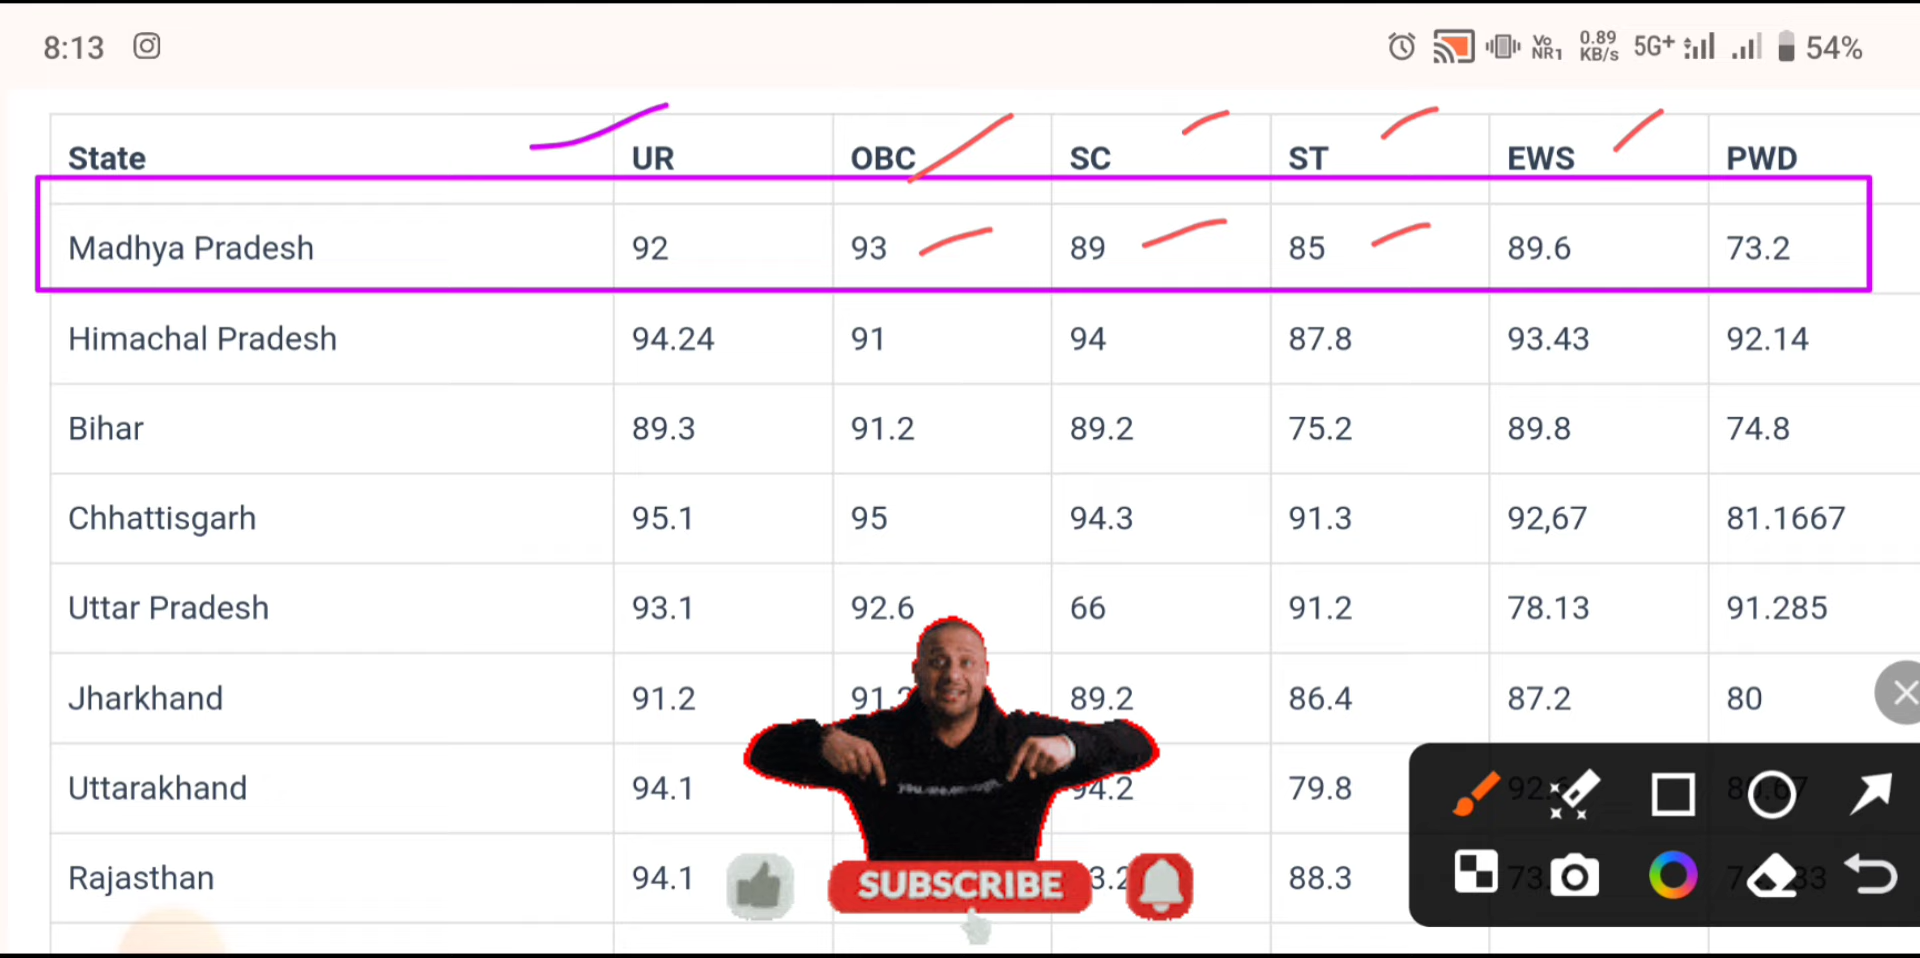 8:13 Vo NR1 0.89 KB/s 5G+ 54%
State UR OBC SC ST EWS PWD
Madhya Pradesh 92 93 89 85 89.6 73.2
Himachal Pradesh 94.24 91 94 87.8 93.43 92.14
Bihar 89.3 91.2 89.2 75.2 89.8 74.8
Chhattisgarh 95.1 95 94.3 91.3 92,67 81.1667
Uttar Pradesh 93.1 92.6 66 91.2 78.13 91.285
Jharkhand 91.2 89.2 86.4 87.2 80
Uttarakhand 94.1 94.2 79.8
Rajasthan 94.1 88.3
SUBSCRIBE